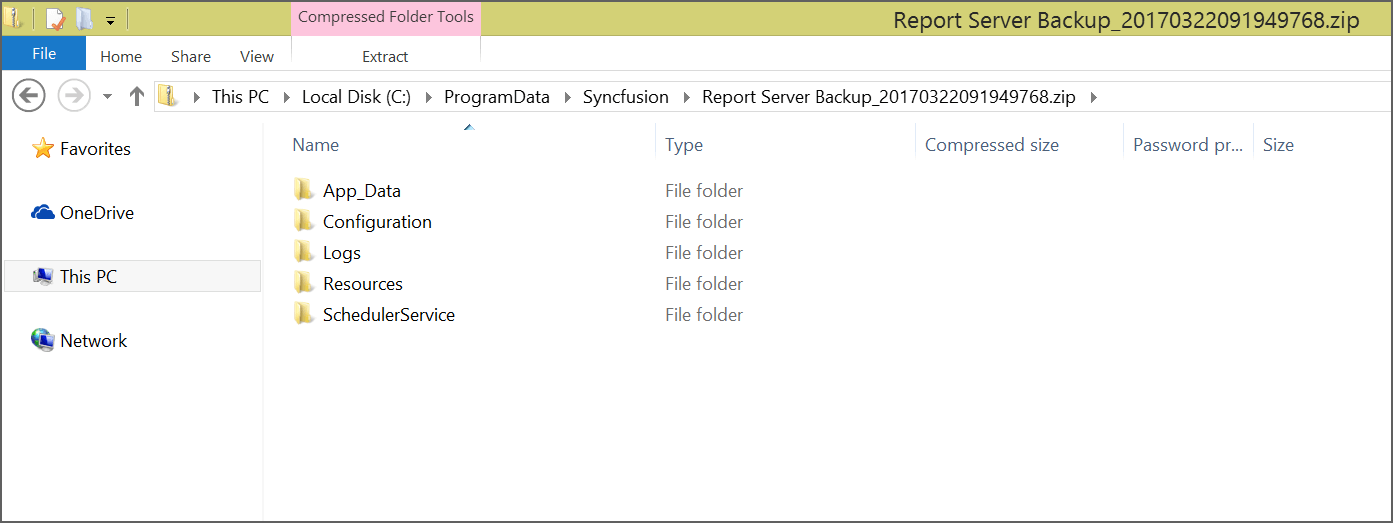 Compressed Folder Tools
Report Server Backup_20170322091949768.zip
File Home Share View Extract
This PC Local Disk (C:) ProgramData Syncfusion Report Server Backup_20170322091949768.zip
Name Type Compressed size Password pr... Size
Favorites
OneDrive
This PC
Network
App_Data File folder
Configuration File folder
Logs File folder
Resources File folder
SchedulerService File folder